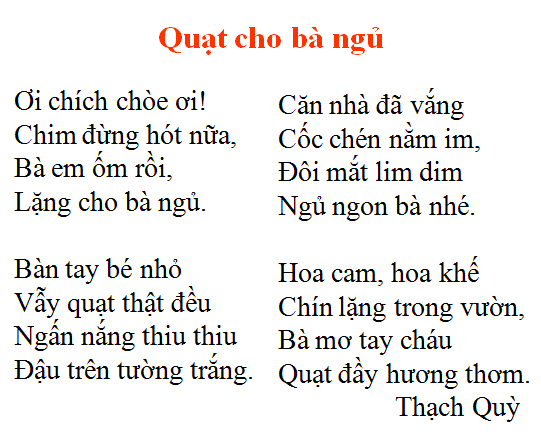 Quạt cho bà ngủ
Ơi chích chòe ơi!
Chim đừng hót nữa,
Bà em ốm rồi,
Lặng cho bà ngủ.
Bàn tay bé nhỏ
Vẫy quạt thật đều
Ngấn nắng thiu thiu
Đậu trên tường trắng.
Căn nhà đã vắng
Cốc chén nằm im,
Đôi mắt lim dim
Ngủ ngon bà nhé.
Hoa cam, hoa khế
Chín lặng trong vườn,
Bà mơ tay cháu
Quạt đầy hương thơm.
Thạch Quỳ